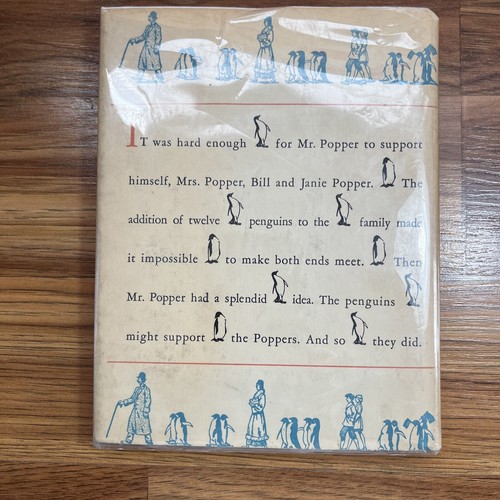 IT was hard enough for Mr. Popper to support
himself, Mrs. Popper, Bill and Janie Popper. The
addition of twelve penguins to the family made
it impossible to make both ends meet. Then
Mr. Popper had a splendid idea. The penguins
might support the Poppers. And so they did.